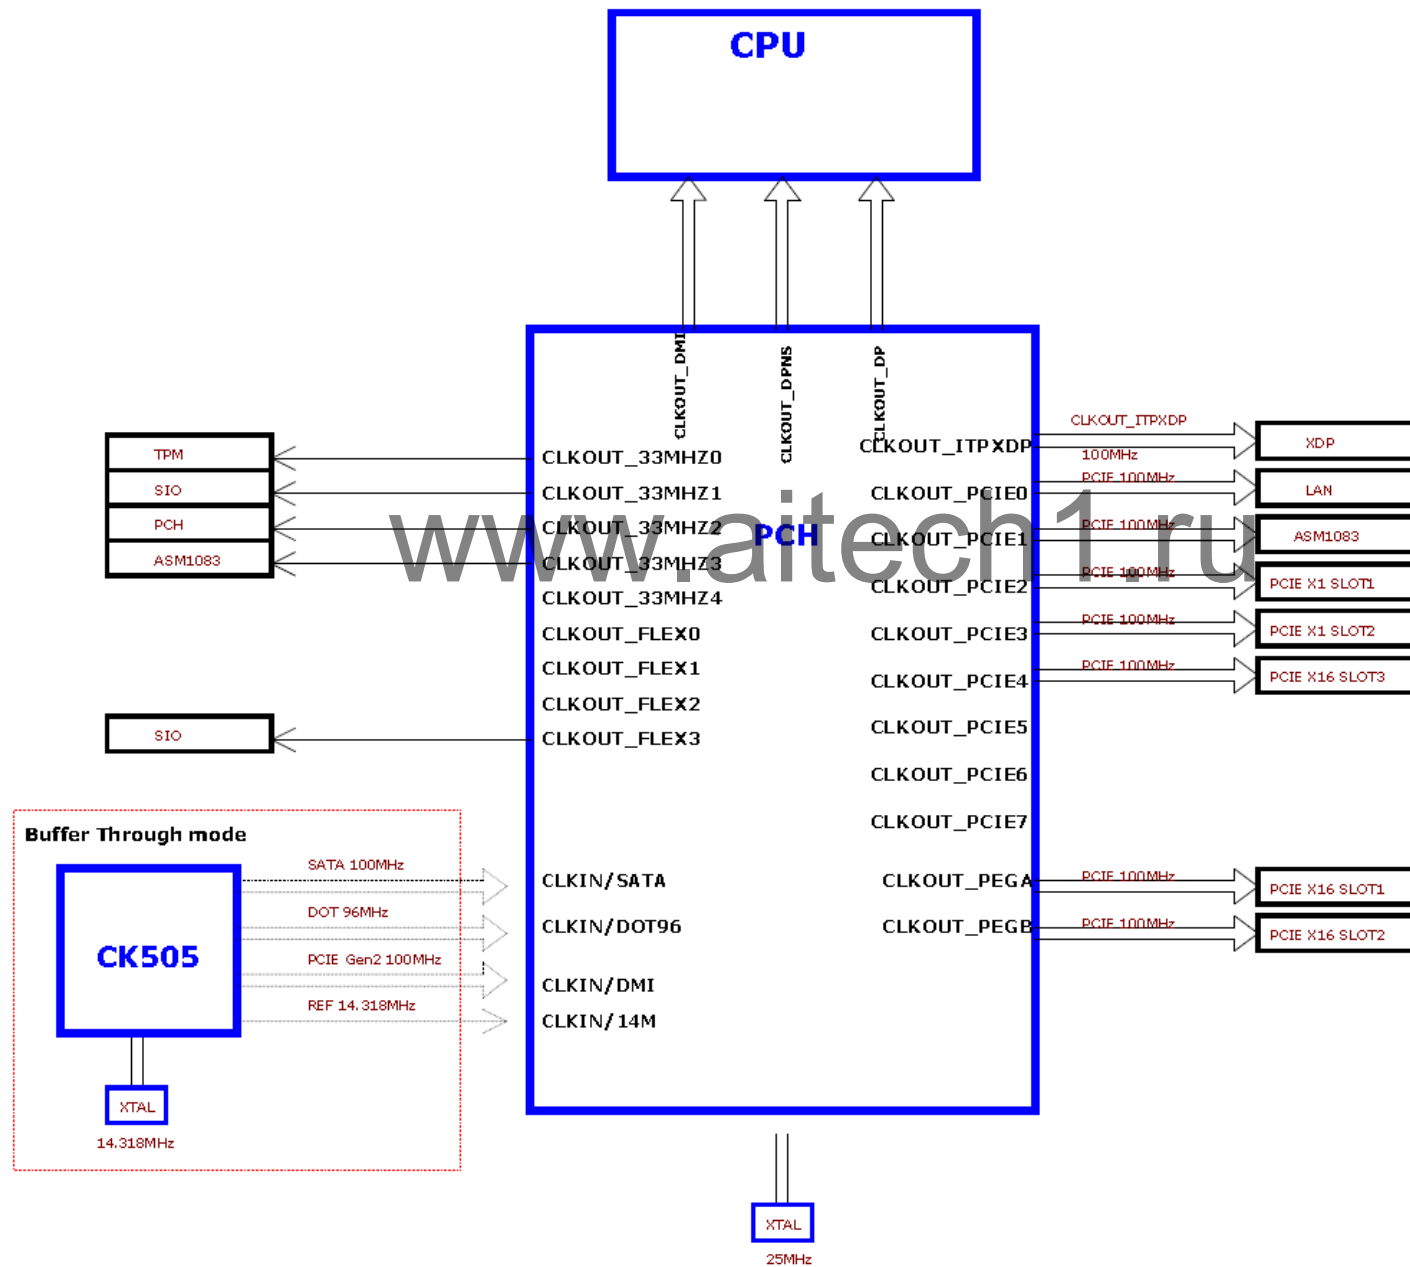 CPU
CLKOUT_DMI
CLKOUT_DPNS
CLKOUT_DP
TPM
SIO
PCH
ASM1083
SIO
CLKOUT_33MHZ0
CLKOUT_33MHZ1
CLKOUT_33MHZ2
CLKOUT_33MHZ3
CLKOUT_33MHZ4
CLKOUT_FLEX0
CLKOUT_FLEX1
CLKOUT_FLEX2
CLKOUT_FLEX3
PCH
www.aitech1.ru
CLKOUT_ITPXDP
CLKOUT_PCIE0
CLKOUT_PCIE1
CLKOUT_PCIE2
CLKOUT_PCIE3
CLKOUT_PCIE4
CLKOUT_PCIE5
CLKOUT_PCIE6
CLKOUT_PCIE7
CLKOUT_PEGA
CLKOUT_PEGB
CLKOUT_ITPXDP
100MHz
PCIE 100MHz
PCIE 100MHz
PCIE 100MHz
PCIE 100MHz
PCIE 100MHz
PCIE 100MHz
PCIE 100MHz
XDP
LAN
ASM1083
PCIE X1 SLOT1
PCIE X1 SLOT2
PCIE X16 SLOT3
PCIE X16 SLOT1
PCIE X16 SLOT2
Buffer Through mode
CK505
SATA 100MHz
DOT 96MHz
PCIE Gen2 100MHz
REF 14.318MHz
CLKIN/SATA
CLKIN/DOT96
CLKIN/DMI
CLKIN/14M
XTAL
14.318MHz
XTAL
25MHz